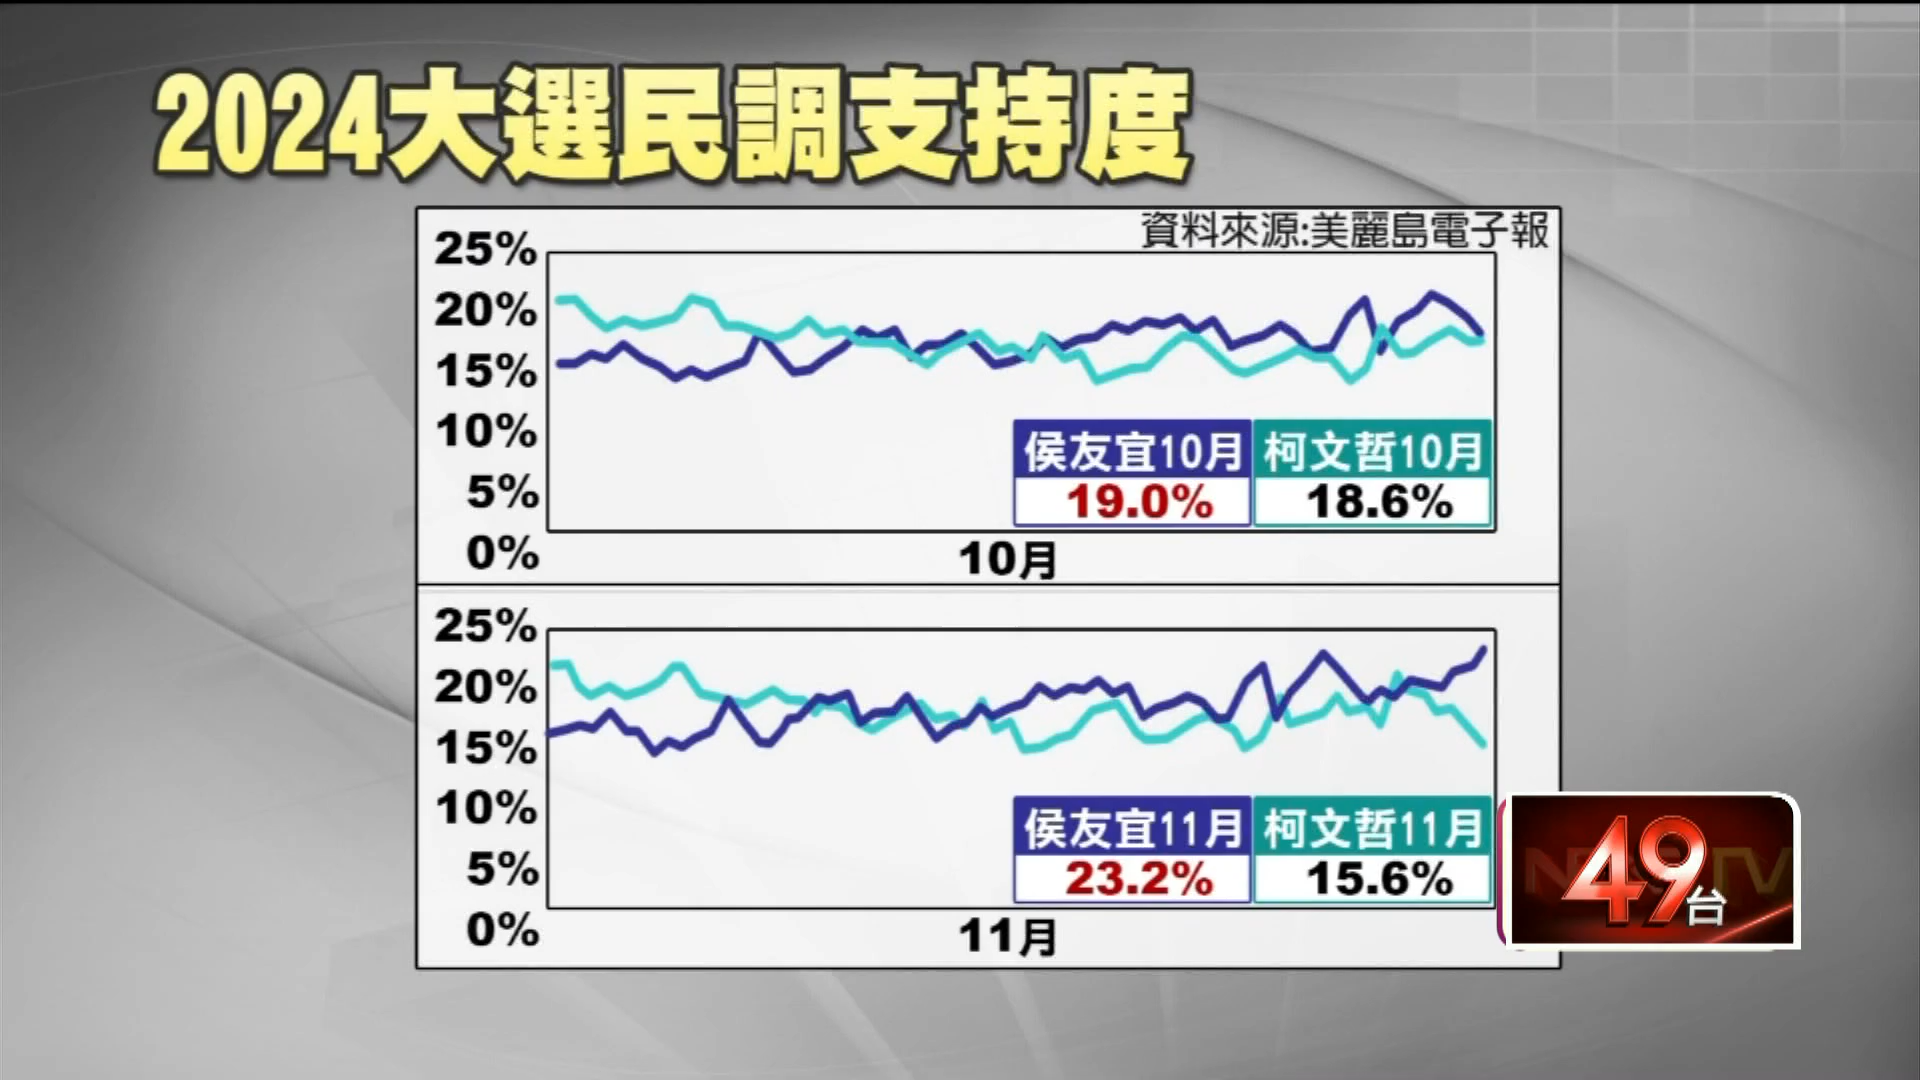 2024大選民調支持度
資料來源:美麗島電子報
25%
20%
15%
10%
5%
0%
侯友宜10月 柯文哲10月
19.0% 18.6%
10月
25%
20%
15%
10%
5%
0%
侯友宜11月 柯文哲11月
23.2% 15.6%
11月
49台